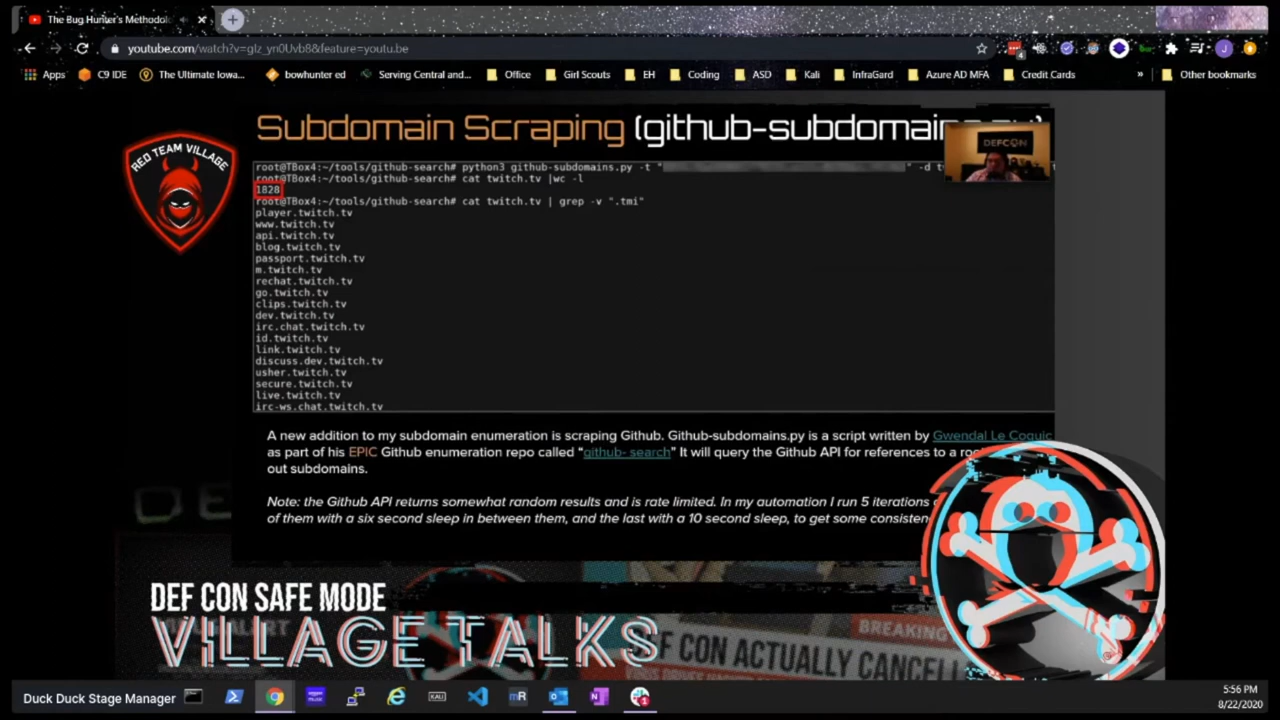 The Bug Hunter's Methodol
youtube.com/watch?v=glz_yn0Uvb8&feature=youtu.be
4
J
Apps C9 IDE The Ultimate Iowa... bowhunter ed Serving Central and... Office Girl Scouts EH Coding ASD Kali InfraGard Azure AD MFA Credit Cards » Other bookmarks
RED TEAM VILLAGE
Subdomain Scraping (github-subdomains.py)
DEFCON
root@TBox4:~/tools/github-search# python3 github-subdomains.py -t " " -d t
root@TBox4:~/tools/github-search# cat twitch.tv |wc -l
1828
root@TBox4:~/tools/github-search# cat twitch.tv | grep -v ".tmi"
player.twitch.tv
www.twitch.tv
api.twitch.tv
blog.twitch.tv
passport.twitch.tv
m.twitch.tv
rechat.twitch.tv
go.twitch.tv
clips.twitch.tv
dev.twitch.tv
irc.chat.twitch.tv
id.twitch.tv
link.twitch.tv
discuss.dev.twitch.tv
usher.twitch.tv
secure.twitch.tv
live.twitch.tv
irc-ws.chat.twitch.tv
A new addition to my subdomain enumeration is scraping Github. Github-subdomains.py is a script written by Gwendal Le Coguic
as part of his EPIC Github enumeration repo called "github- search" It will query the Github API for references to a ro
out subdomains.
Note: the Github API returns somewhat random results and is rate limited. In my automation I run 5 iterations
of them with a six second sleep in between them, and the last with a 10 second sleep, to get some consisten
DEF CON SAFE MODE
VILLAGE TALKS
BREAKING
DEF CON ACTUALLY CANCELL
Duck Duck Stage Manager
KALI
mR
5:56 PM
8/22/2020